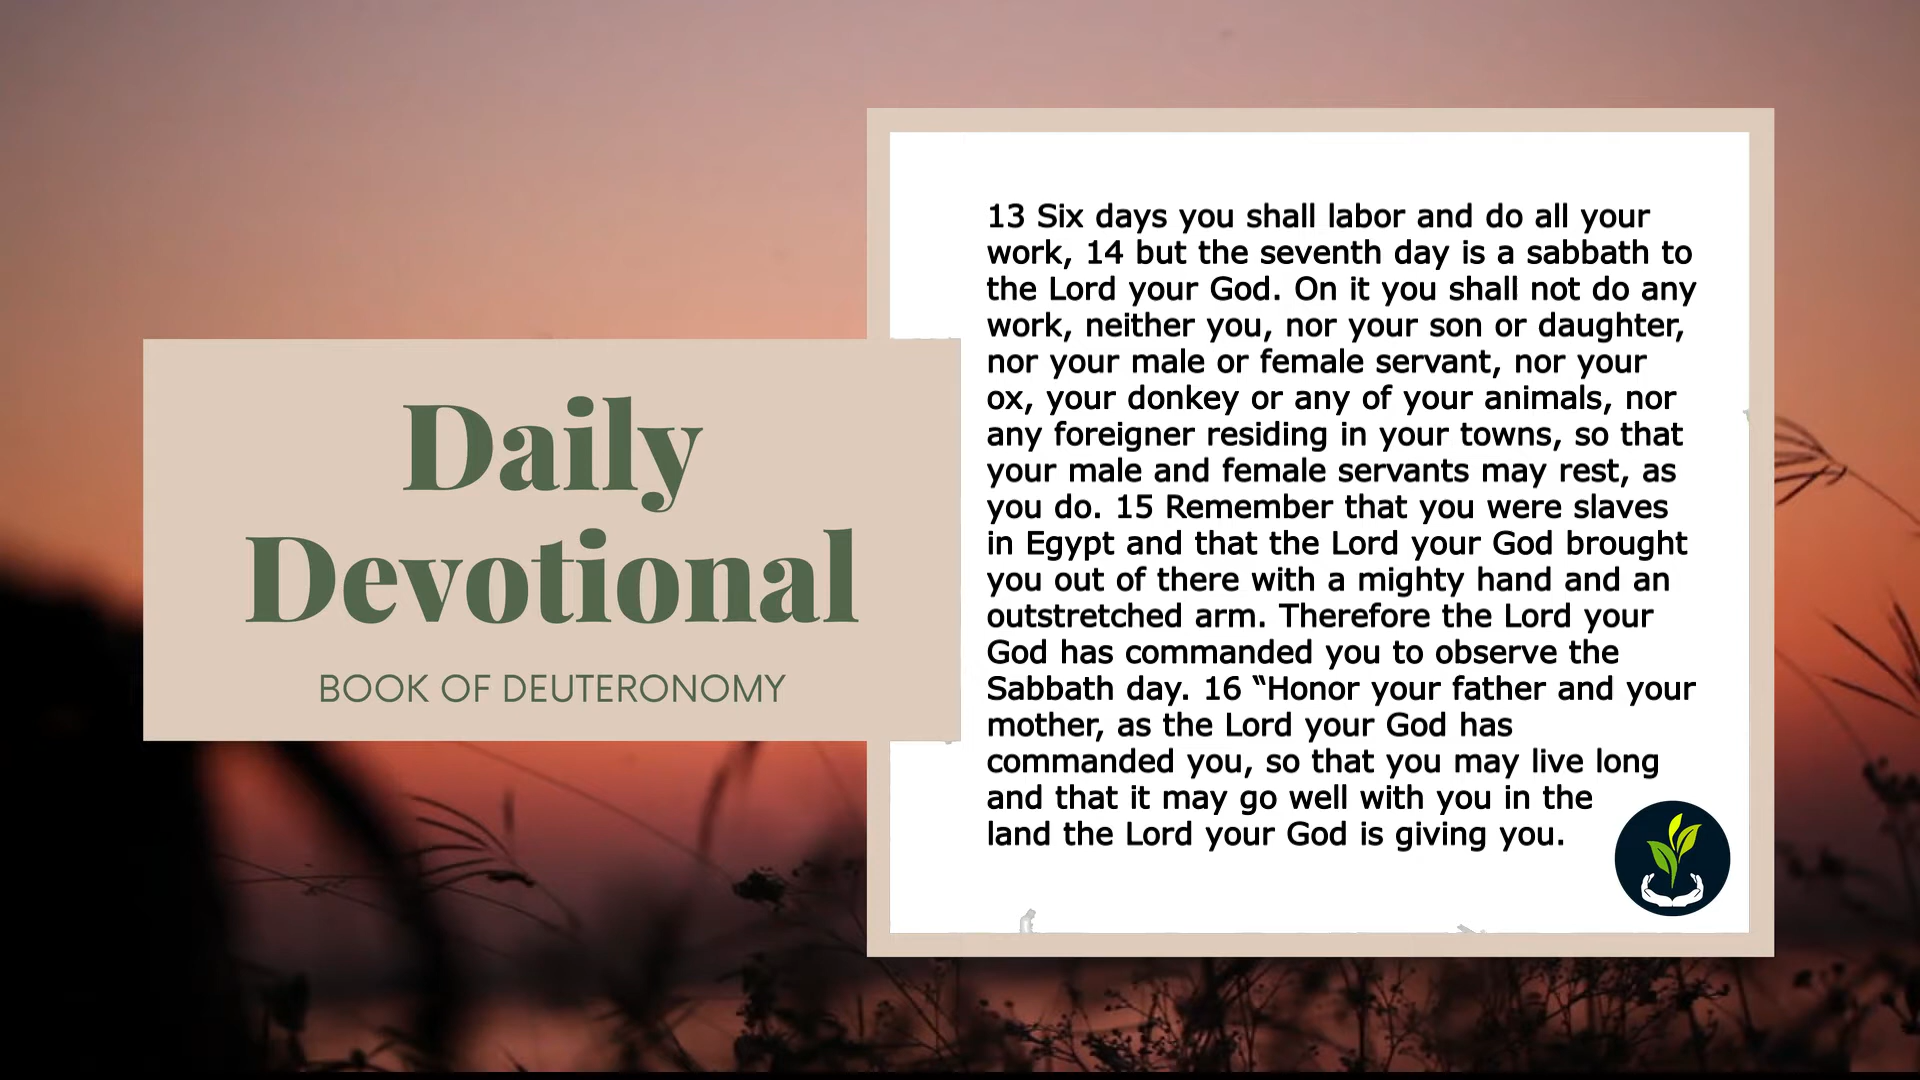 Daily
Devotional
BOOK OF DEUTERONOMY
13 Six days you shall labor and do all your
work, 14 but the seventh day is a sabbath to
the Lord your God. On it you shall not do any
work, neither you, nor your son or daughter,
nor your male or female servant, nor your
ox, your donkey or any of your animals, nor
any foreigner residing in your towns, so that
your male and female servants may rest, as
you do. 15 Remember that you were slaves
in Egypt and that the Lord your God brought
you out of there with a mighty hand and an
outstretched arm. Therefore the Lord your
God has commanded you to observe the
Sabbath day. 16 “Honor your father and your
mother, as the Lord your God has
commanded you, so that you may live long
and that it may go well with you in the
land the Lord your God is giving you.